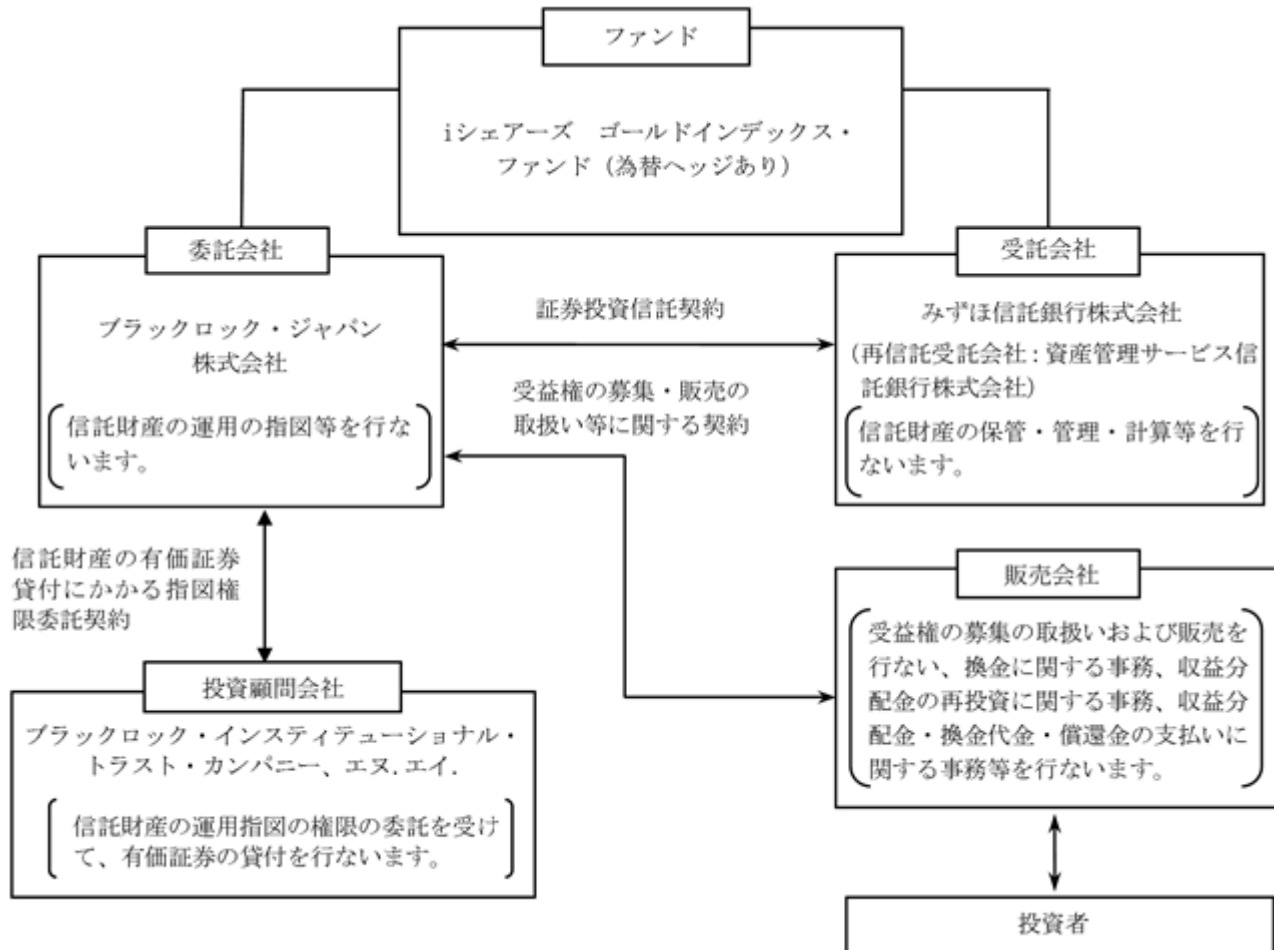 ファンド
iシェアーズ　ゴールドインデックス・
ファンド（為替ヘッジあり）
委託会社
ブラックロック・ジャパン
株式会社
信託財産の運用の指図等を行な
います。
証券投資信託契約
受益権の募集・販売の
取扱い等に関する契約
受託会社
みずほ信託銀行株式会社
（再信託受託会社：資産管理サービス信
託銀行株式会社）
信託財産の保管・管理・計算等を行
ないます。
信託財産の有価証券
貸付にかかる指図権
限委託契約
投資顧問会社
ブラックロック・インスティテューショナル・
トラスト・カンパニー、エヌ.エイ.
信託財産の運用指図の権限の委託を受け
て、有価証券の貸付を行ないます。
販売会社
受益権の募集の取扱いおよび販売を
行ない、換金に関する事務、収益分
配金の再投資に関する事務、収益分
配金・換金代金・償還金の支払いに
関する事務等を行ないます。
投資者